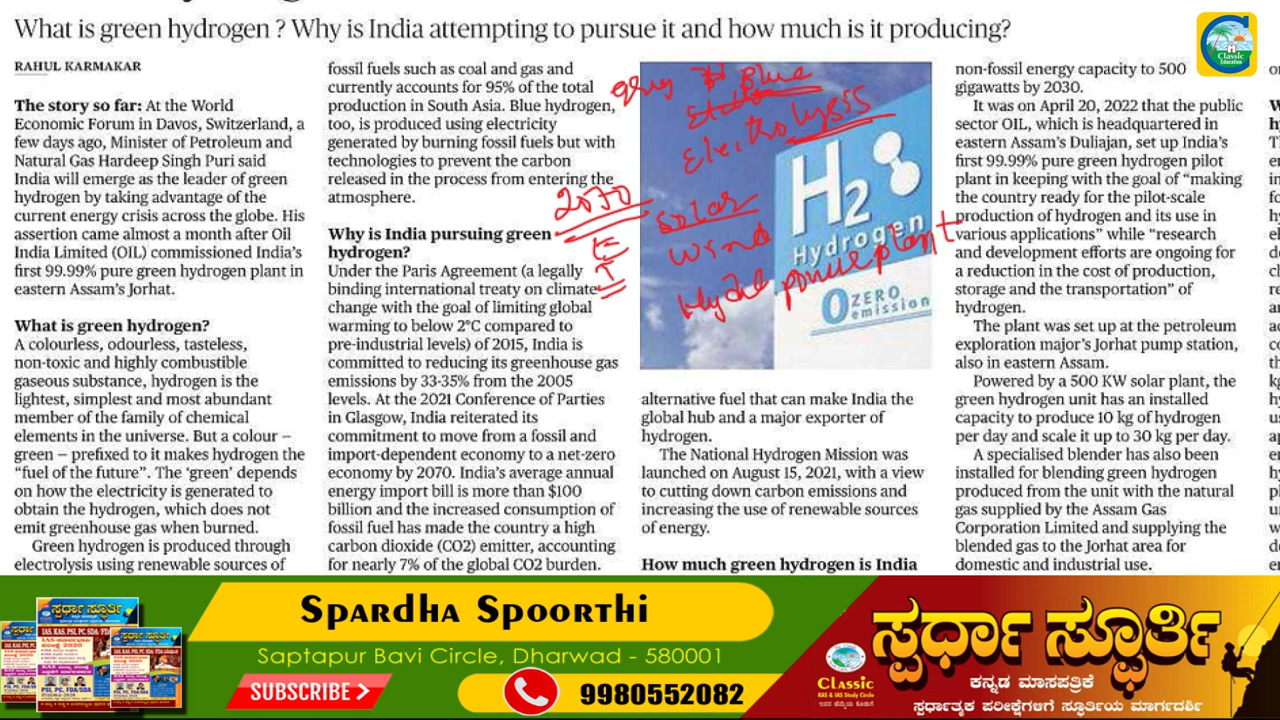 What is green hydrogen ? Why is India attempting to pursue it and how much is it producing?
RAHUL KARMAKAR
The story so far: At the World
Economic Forum in Davos, Switzerland, a
few days ago, Minister of Petroleum and
Natural Gas Hardeep Singh Puri said
India will emerge as the leader of green
hydrogen by taking advantage of the
current energy crisis across the globe. His
assertion came almost a month after Oil
India Limited (OIL) commissioned India's
first 99.99% pure green hydrogen plant in
eastern Assam's Jorhat.
What is green hydrogen?
A colourless, odourless, tasteless,
non-toxic and highly combustible
gaseous substance, hydrogen is the
lightest, simplest and most abundant
member of the family of chemical
elements in the universe. But a colour —
green — prefixed to it makes hydrogen the
"fuel of the future". The 'green' depends
on how the electricity is generated to
obtain the hydrogen, which does not
emit greenhouse gas when burned.
Green hydrogen is produced through
electrolysis using renewable sources of
fossil fuels such as coal and gas and
currently accounts for 95% of the total
production in South Asia. Blue hydrogen,
too, is produced using electricity
generated by burning fossil fuels but with
technologies to prevent the carbon
released in the process from entering the
atmosphere.
2070
Why is India pursuing green
hydrogen?
Under the Paris Agreement (a legally
binding international treaty on climate
change with the goal of limiting global
warming to below 2°C compared to
pre-industrial levels) of 2015, India is
committed to reducing its greenhouse gas
emissions by 33-35% from the 2005
levels. At the 2021 Conference of Parties
in Glasgow, India reiterated its
commitment to move from a fossil and
import-dependent economy to a net-zero
economy by 2070. India's average annual
energy import bill is more than $100
billion and the increased consumption of
fossil fuel has made the country a high
carbon dioxide (CO2) emitter, accounting
for nearly 7% of the global CO2 burden.
Blue
Electrolysis
solar
wind
power plant
H2
Hydrogen
0 ZERO
emission
alternative fuel that can make India the
global hub and a major exporter of
hydrogen.
The National Hydrogen Mission was
launched on August 15, 2021, with a view
to cutting down carbon emissions and
increasing the use of renewable sources
of energy.
How much green hydrogen is India
non-fossil energy capacity to 500
gigawatts by 2030.
It was on April 20, 2022 that the public
sector OIL, which is headquartered in
eastern Assam's Duliajan, set up India's
first 99.99% pure green hydrogen pilot
plant in keeping with the goal of "making
the country ready for the pilot-scale
production of hydrogen and its use in
various applications" while "research
and development efforts are ongoing for
a reduction in the cost of production,
storage and the transportation" of
hydrogen.
The plant was set up at the petroleum
exploration major's Jorhat pump station,
also in eastern Assam.
Powered by a 500 KW solar plant, the
green hydrogen unit has an installed
capacity to produce 10 kg of hydrogen
per day and scale it up to 30 kg per day.
A specialised blender has also been
installed for blending green hydrogen
produced from the unit with the natural
gas supplied by the Assam Gas
Corporation Limited and supplying the
blended gas to the Jorhat area for
domestic and industrial use.
Classic
Education
Spardha Spoorthi
Saptapur Bavi Circle, Dharwad - 580001
SUBSCRIBE
9980552082
ಸ್ಪರ್ಧಾ ಸ್ಫೂರ್ತಿ
ಕನ್ನಡ ಮಾಸಪತ್ರಿಕೆ
ಸ್ಪರ್ಧಾತ್ಮಕ ಪರೀಕ್ಷೆಗಳಿಗೆ ಸ್ಫೂರ್ತಿಯ ಮಾರ್ಗದರ್ಶಿ
Classic
KAS & IAS Study Circle